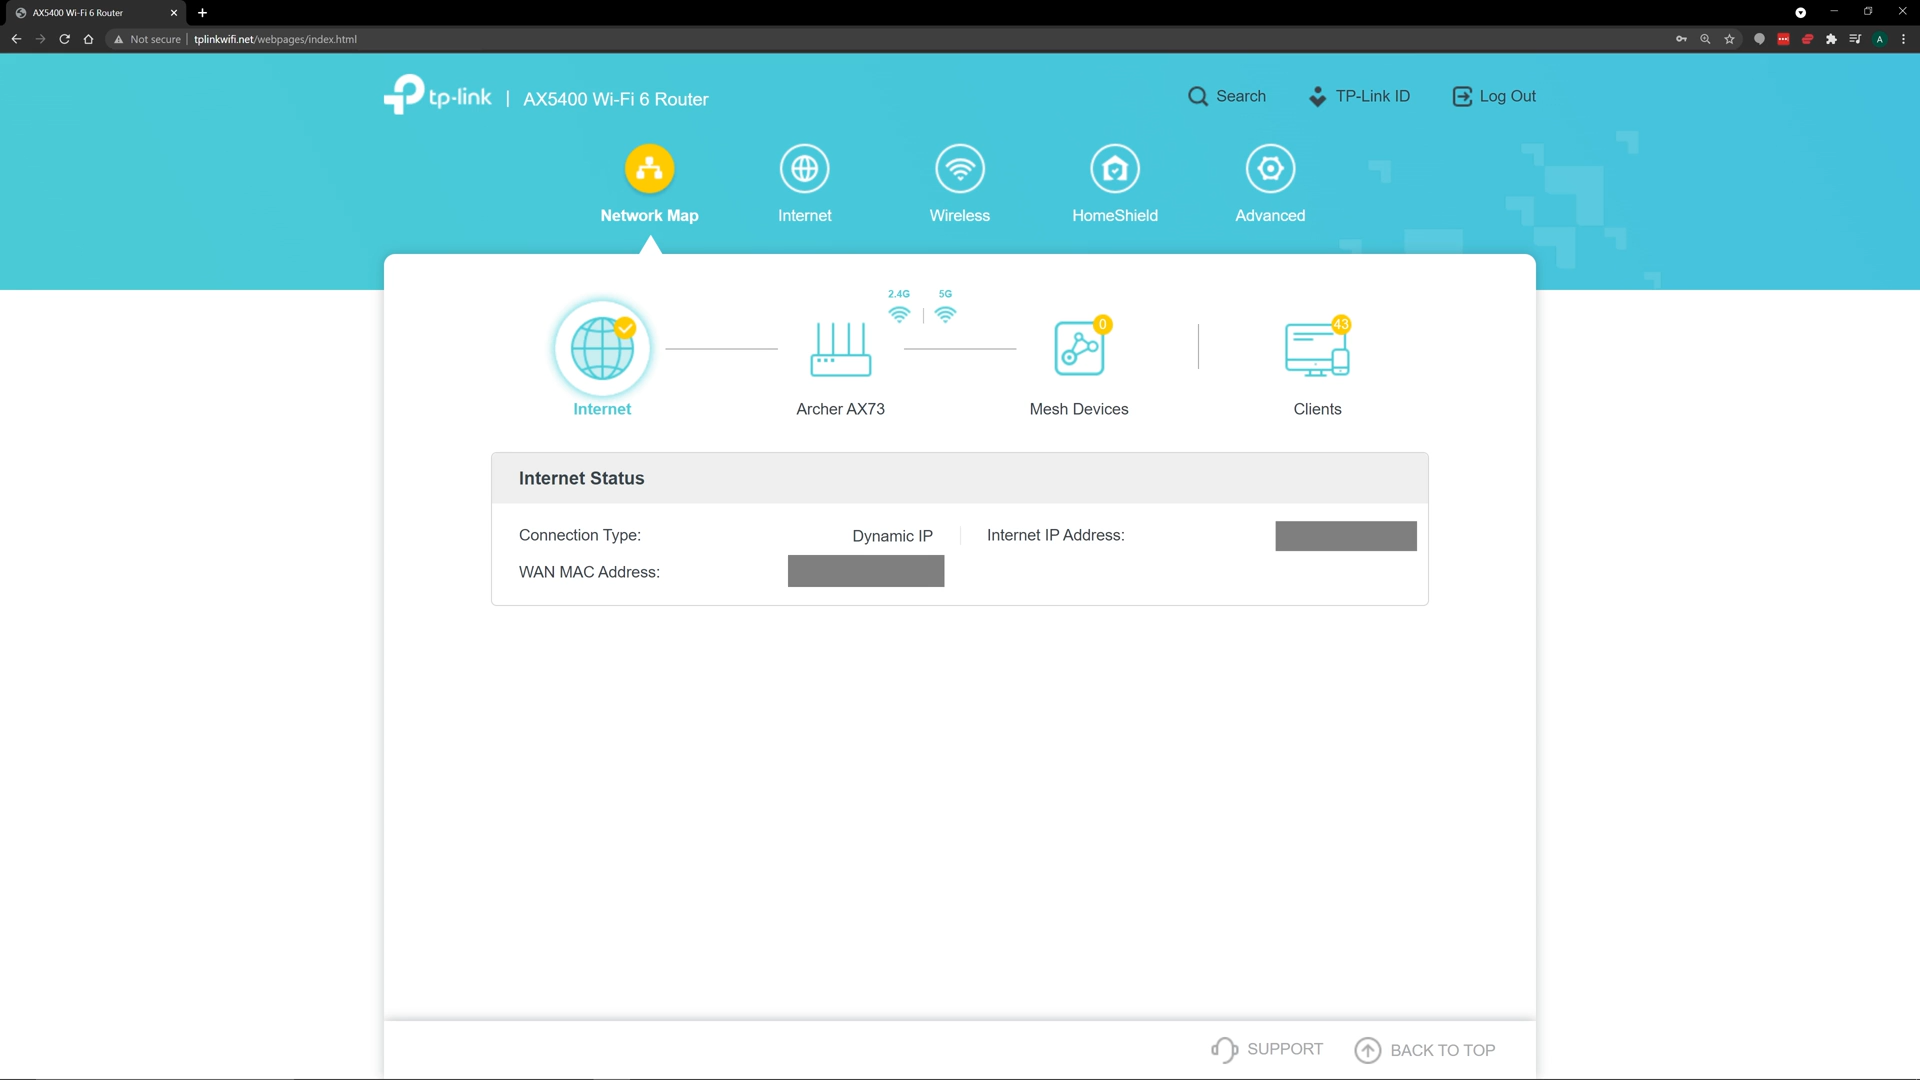 AX5400 Wi-Fi 6 Router
Not secure | tplinkwifi.net/webpages/index.html
A
tp-link | AX5400 Wi-Fi 6 Router
Search
TP-Link ID
Log Out
Network Map
Internet
Wireless
HomeShield
Advanced
2.4G
5G
0
43
Internet
Archer AX73
Mesh Devices
Clients
Internet Status
Connection Type:
Dynamic IP
Internet IP Address:
WAN MAC Address:
SUPPORT
BACK TO TOP